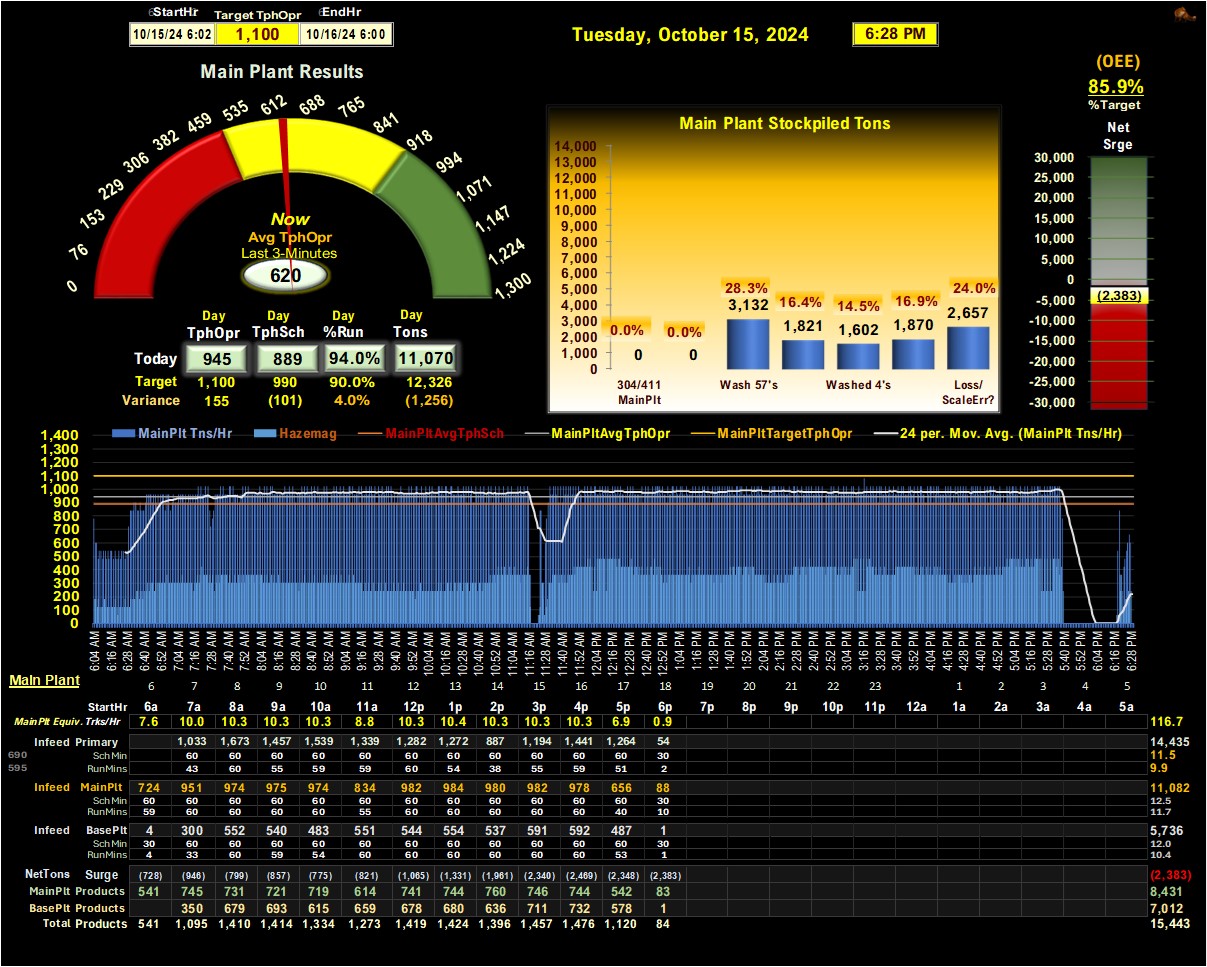 StartHr Target TphOpr EndHr
10/15/24 6:02 1,100 10/16/24 6:00
Tuesday, October 15, 2024 6:28 PM
(OEE)
85.9%
%Target
Net
Srge
30,000
25,000
20,000
15,000
10,000
5,000
0
(2,383)
-5,000
-10,000
-15,000
-20,000
-25,000
-30,000
Main Plant Results
0 76 153 229 306 382 459 535 612 688 765 841 918 994 1,071 1,147 1,224 1,300
Now
Avg TphOpr
Last 3-Minutes
620
Day Day Day Day
TphOpr TphSch %Run Tons
Today 945 889 94.0% 11,070
Target 1,100 990 90.0% 12,326
Variance 155 (101) 4.0% (1,256)
Main Plant Stockpiled Tons
14,000
13,000
12,000
11,000
10,000
9,000
8,000
7,000
6,000
5,000
4,000
3,000
2,000
1,000
0
0.0% 0.0% 28.3% 16.4% 14.5% 16.9% 24.0%
0 0 3,132 1,821 1,602 1,870 2,657
304/411 Wash 57's Washed 4's Loss/
MainPlt ScaleErr?
MainPlt Tns/Hr Hazemag MainPltAvgTphSch MainPltAvgTphOpr MainPltTargetTphOpr 24 per. Mov. Avg. (MainPlt Tns/Hr)
1,400
1,300
1,200
1,100
1,000
900
800
700
600
500
400
300
200
100
0
6:04 AM 6:16 AM 6:28 AM 6:40 AM 6:52 AM 7:04 AM 7:16 AM 7:28 AM 7:40 AM 7:52 AM 8:04 AM 8:16 AM 8:28 AM 8:40 AM 8:52 AM 9:04 AM 9:16 AM 9:28 AM 9:40 AM 9:52 AM 10:04 AM 10:16 AM 10:28 AM 10:40 AM 10:52 AM 11:04 AM 11:16 AM 11:28 AM 11:40 AM 11:52 AM 12:04 PM 12:16 PM 12:28 PM 12:40 PM 12:52 PM 1:04 PM 1:16 PM 1:28 PM 1:40 PM 1:52 PM 2:04 PM 2:16 PM 2:28 PM 2:40 PM 2:52 PM 3:04 PM 3:16 PM 3:28 PM 3:40 PM 3:52 PM 4:04 PM 4:16 PM 4:28 PM 4:40 PM 4:52 PM 5:04 PM 5:16 PM 5:28 PM 5:40 PM 5:52 PM 6:04 PM 6:16 PM 6:28 PM
Main Plant
6 7 8 9 10 11 12 13 14 15 16 17 18 19 20 21 22 23 1 2 3 4 5
StartHr 6a 7a 8a 9a 10a 11a 12p 1p 2p 3p 4p 5p 6p 7p 8p 9p 10p 11p 12a 1a 2a 3a 4a 5a
MainPlt Equiv. Trks/Hr 7.6 10.0 10.3 10.3 10.3 8.8 10.3 10.4 10.3 10.3 10.3 6.9 0.9 116.7
Infeed Primary 1,033 1,673 1,457 1,539 1,339 1,282 1,272 887 1,194 1,441 1,264 54 14,435
690 SchMin 60 60 60 60 60 60 60 60 60 60 60 30 11.5
595 RunMins 43 60 55 59 59 60 54 38 55 59 51 2 9.9
Infeed MainPlt 724 951 974 975 974 834 982 984 980 982 978 656 88 11,082
SchMin 60 60 60 60 60 60 60 60 60 60 60 60 30 12.5
RunMins 59 60 60 60 60 55 60 60 60 60 60 40 10 11.7
Infeed BasePlt 4 300 552 540 483 551 544 554 537 591 592 487 1 5,736
SchMin 30 60 60 60 60 60 60 60 60 60 60 60 30 12.0
RunMins 4 33 60 59 54 60 60 60 60 60 60 53 1 10.4
NetTons Surge (728) (946) (799) (857) (775) (821) (1,065) (1,331) (1,961) (2,340) (2,469) (2,348) (2,383) (2,383)
MainPlt Products 541 745 731 721 719 614 741 744 760 746 744 542 83 8,431
BasePlt Products 350 679 693 615 659 678 680 636 711 732 578 1 7,012
Total Products 541 1,095 1,410 1,414 1,334 1,273 1,419 1,424 1,396 1,457 1,476 1,120 84 15,443